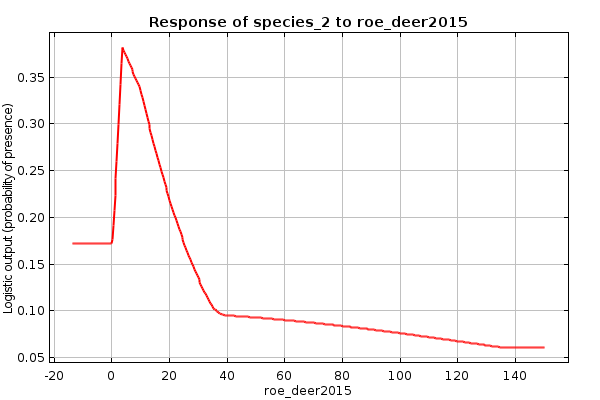 Response of species_2 to roe_deer2015
Logistic output (probability of presence)
0.35
0.30
0.25
0.20
0.15
0.10
0.05
-20 0 20 40 60 80 100 120 140
roe_deer2015